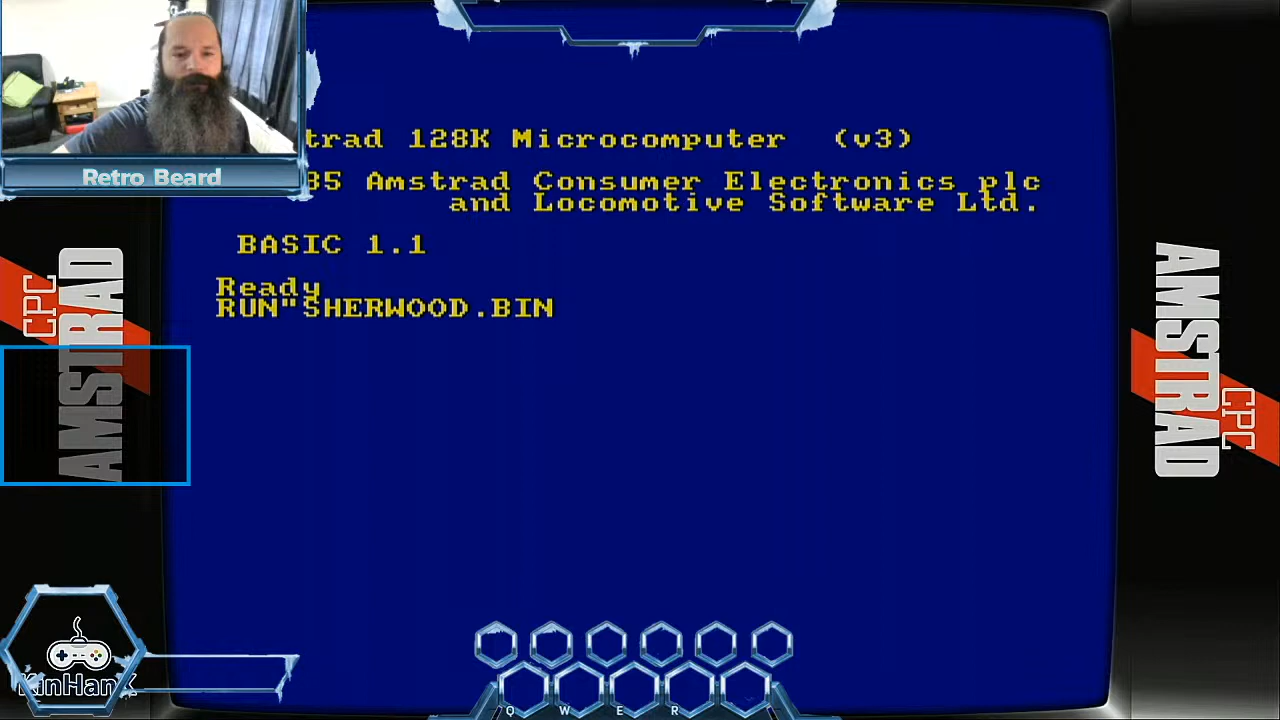 trad 128K Microcomputer (v3)
85 Amstrad Consumer Electronics plc
and Locomotive Software Ltd.
BASIC 1.1
Ready
RUN"SHERWOOD.BIN
Retro Beard
AMSTRAD
CPC
AMSTRAD
CPC
Q W E R